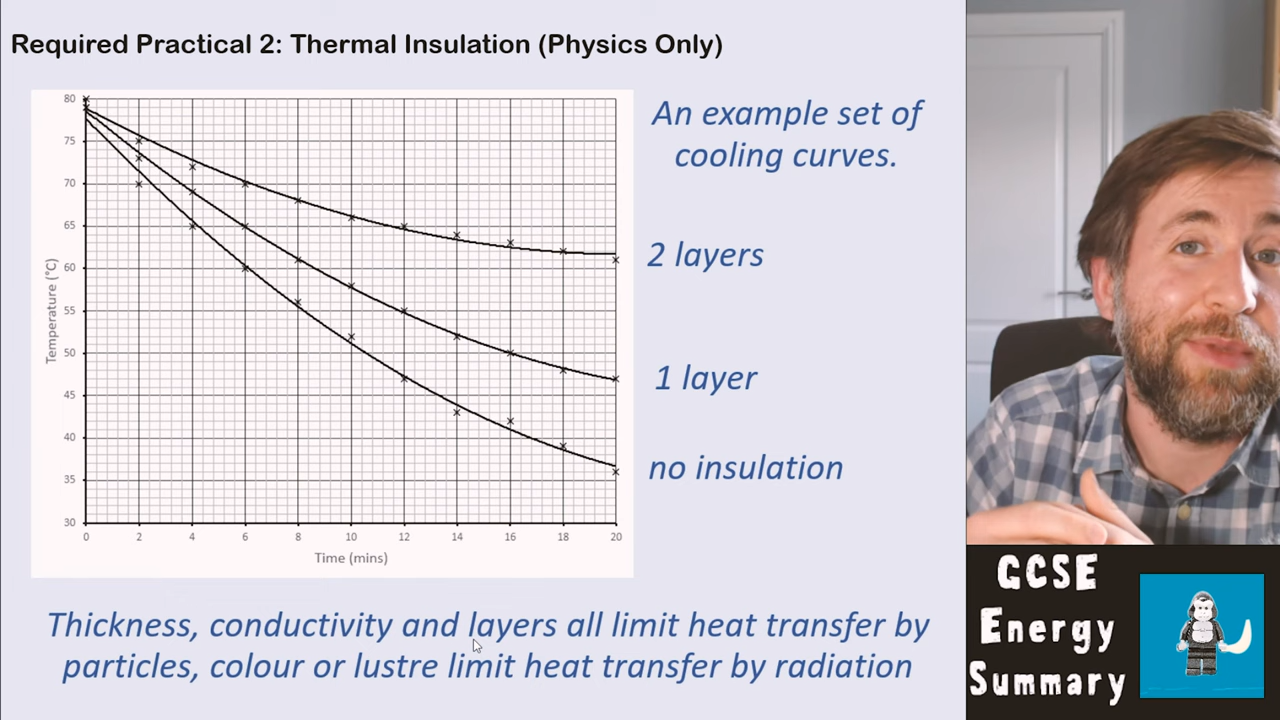 Required Practical 2: Thermal Insulation (Physics Only)
An example set of
cooling curves.
80
75
70
65
60
55
50
45
40
35
30
Temperature (°C)
0 2 4 6 8 10 12 14 16 18 20
Time (mins)
2 layers
1 layer
no insulation
Thickness, conductivity and layers all limit heat transfer by
particles, colour or lustre limit heat transfer by radiation
GCSE
Energy
Summary